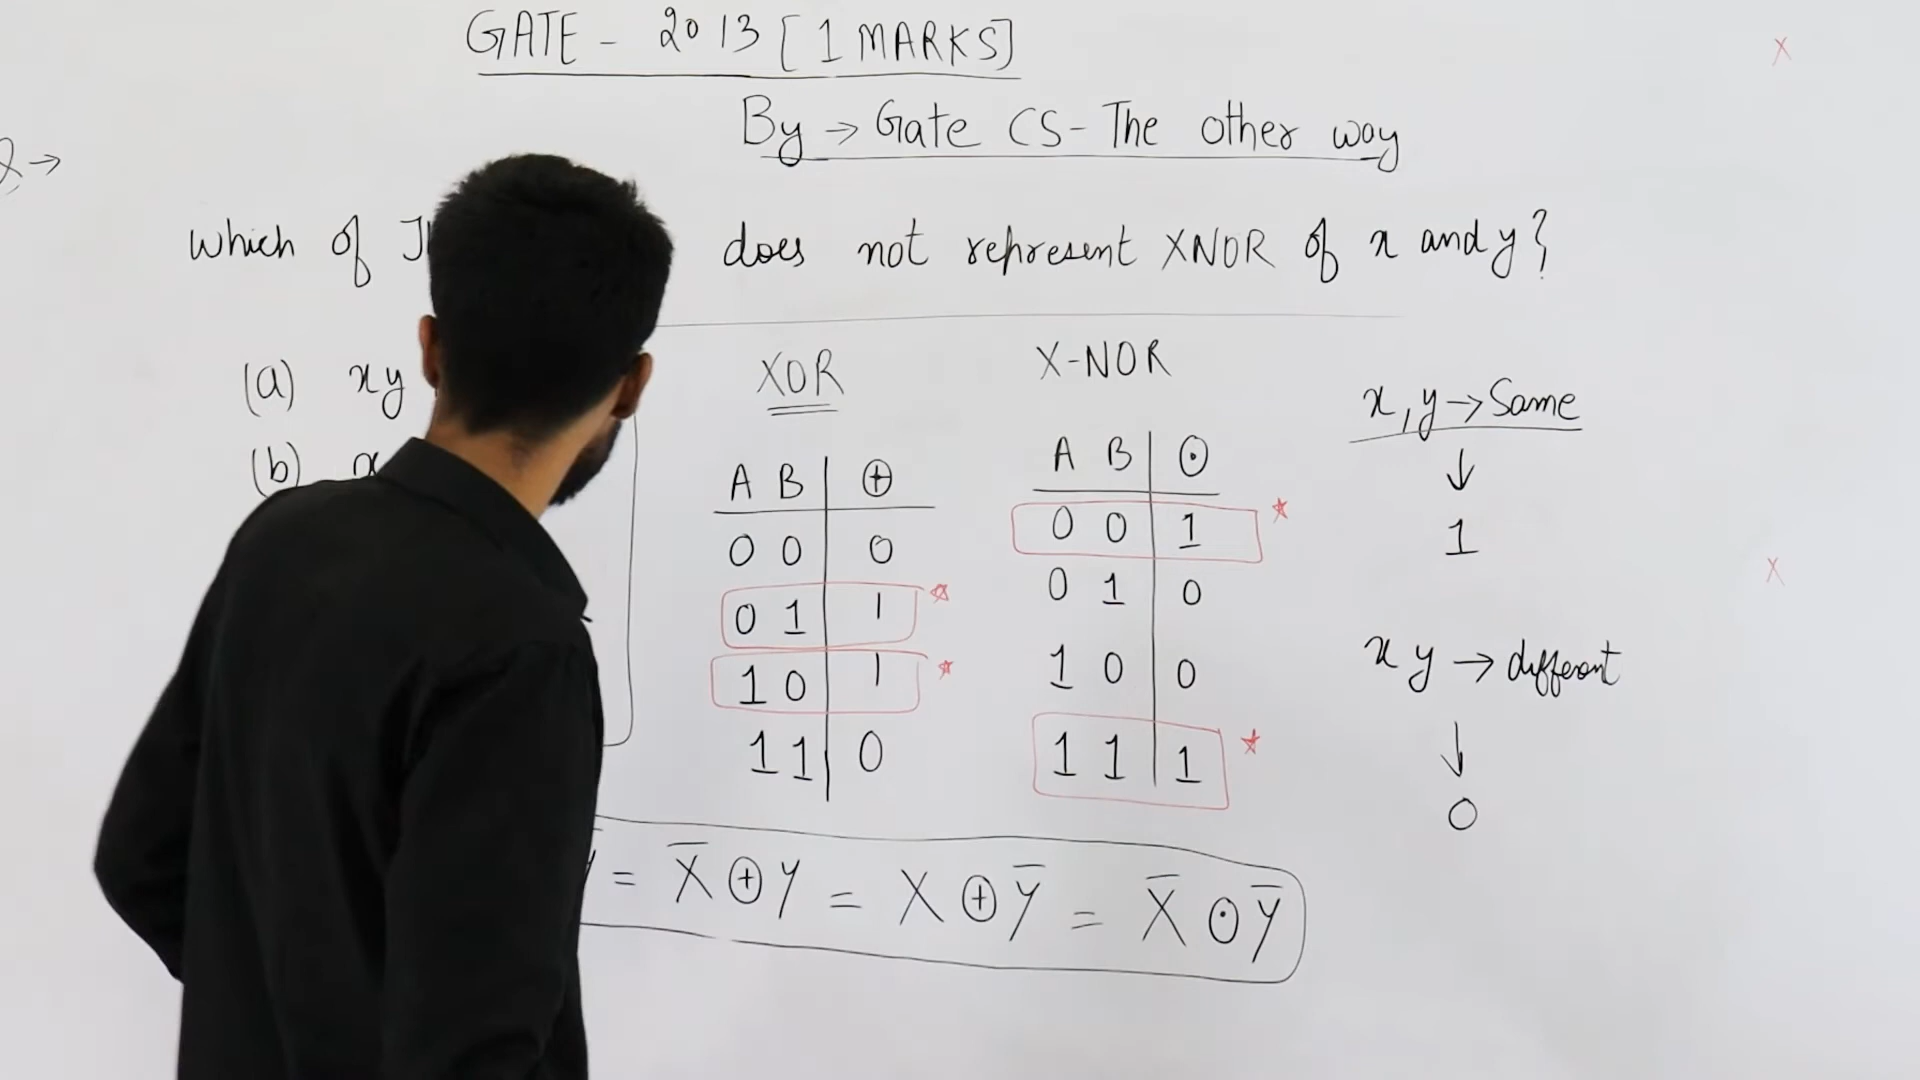 GATE - 2013 [1 MARKS]
By → Gate CS - The other way
which of does not represent XNOR of x and y?
(a) xy
(b)
XOR
A B ⊕
0 0 0
0 1 1
1 0 1
1 1 0
X-NOR
A B ⊙
0 0 1
0 1 0
1 0 0
1 1 1
x, y → Same
↓
1
x y → different
↓
0
= X̅ ⊕ Y = X ⊕ Y̅ = X̅ ⊙ Y̅